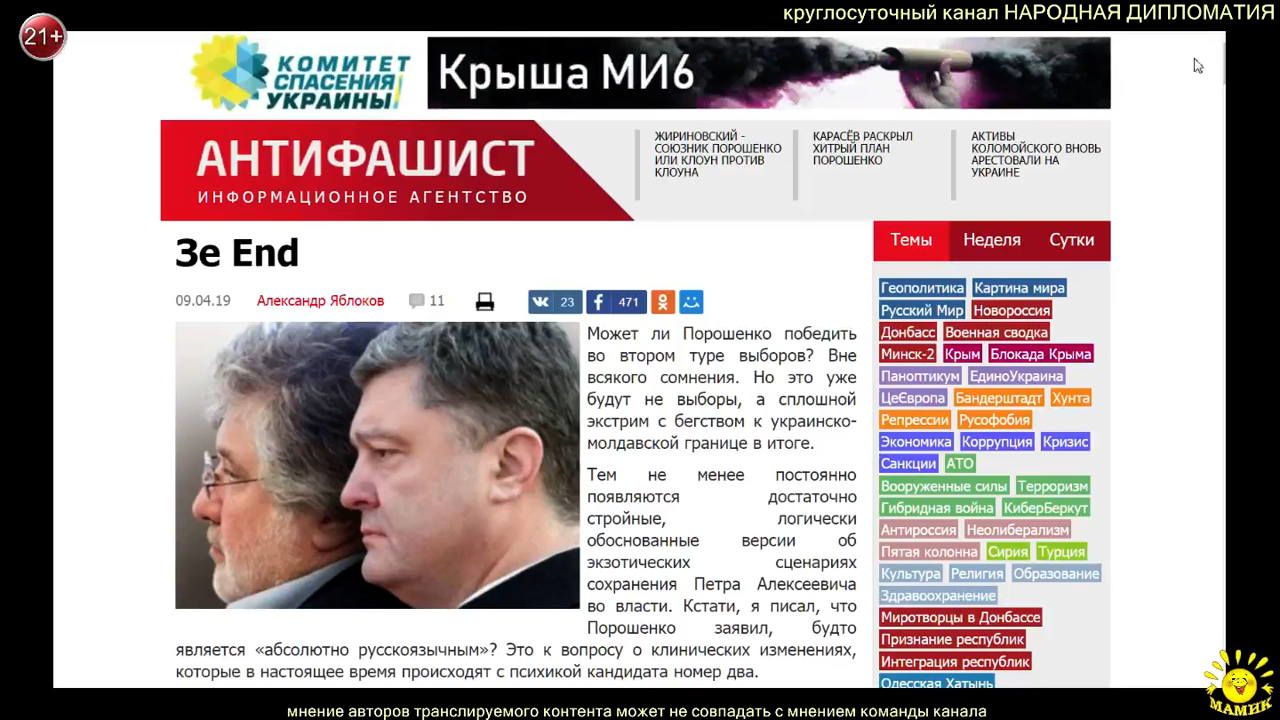 круглосуточный канал НАРОДНАЯ ДИПЛОМАТИЯ
21+
КОМИТЕТ
СПАСЕНИЯ
УКРАИНЫ
Крыша МИ6
АНТИФАШИСТ
ИНФОРМАЦИОННОЕ АГЕНТСТВО
ЖИРИНОВСКИЙ -
СОЮЗНИК ПОРОШЕНКО
ИЛИ КЛОУН ПРОТИВ
КЛОУНА
КАРАСЁВ РАСКРЫЛ
ХИТРЫЙ ПЛАН
ПОРОШЕНКО
АКТИВЫ
КОЛОМОЙСКОГО ВНОВЬ
АРЕСТОВАЛИ НА
УКРАИНЕ
Зе End
09.04.19 Александр Яблоков 11 23 471
Может ли Порошенко победить
во втором туре выборов? Вне
всякого сомнения. Но это уже
будут не выборы, а сплошной
экстрим с бегством к украинско-
молдавской границе в итоге.
Тем не менее постоянно
появляются достаточно
стройные, логически
обоснованные версии об
экзотических сценариях
сохранения Петра Алексеевича
во власти. Кстати, я писал, что
Порошенко заявил, будто
является «абсолютно русскоязычным»? Это к вопросу о клинических изменениях,
которые в настоящее время происходят с психикой кандидата номер два.
Темы Неделя Сутки
Геополитика Картина мира
Русский Мир Новороссия
Донбасс Военная сводка
Минск-2 Крым Блокада Крыма
Паноптикум ЕдиноУкраина
ЦеЄвропа Бандерштадт Хунта
Репрессии Русофобия
Экономика Коррупция Кризис
Санкции АТО
Вооруженные силы Терроризм
Гибридная война КиберБеркут
Антироссия Неолиберализм
Пятая колонна Сирия Турция
Культура Религия Образование
Здравоохранение
Миротворцы в Донбассе
Признание республик
Интеграция республик
Одесская Хатынь
МАМИК
мнение авторов транслируемого контента может не совпадать с мнением команды канала